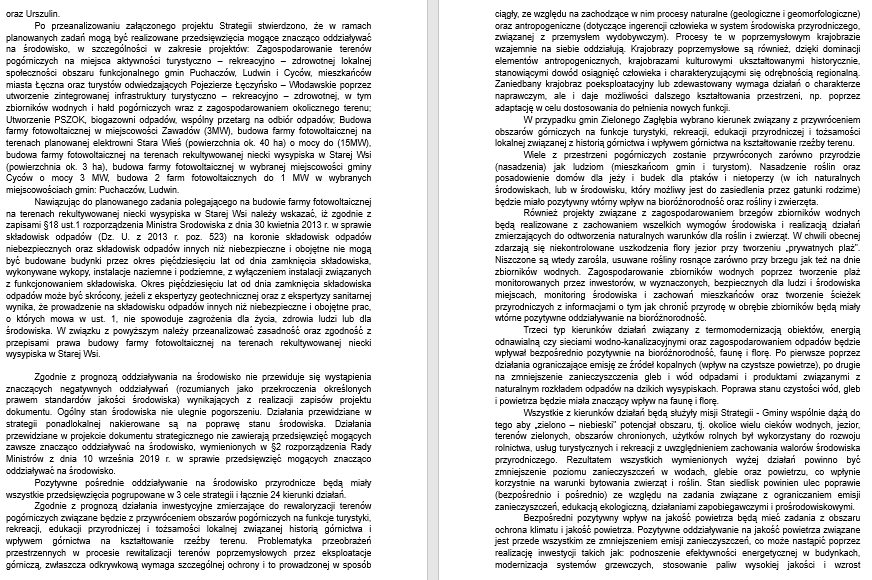 oraz Urszulin.
Po przeanalizowaniu załączonego projektu Strategii stwierdzono, że w ramach
planowanych zadań mogą być realizowane przedsięwzięcia mogące znacząco oddziaływać
na środowisko, w szczególności w zakresie projektów: Zagospodarowanie terenów
pogórniczych na miejsca aktywności turystyczno – rekreacyjno – zdrowotnej lokalnej
społeczności obszaru funkcjonalnego gmin Puchaczów, Ludwin i Cyców, mieszkańców
miasta Łęczna oraz turystów odwiedzających Pojezierze Łęczyńsko – Włodawskie poprzez
utworzenie zintegrowanej infrastruktury turystyczno – rekreacyjno – zdrowotnej, w tym
zbiorników wodnych i hałd pogórniczych wraz z zagospodarowaniem okolicznego terenu;
Utworzenie PSZOK, biogazowni odpadów, wspólny przetarg na odbiór odpadów; Budowa
farmy fotowoltaicznej w miejscowości Zawadów (3MW), budowa farmy fotowoltaicznej na
terenach planowanej elektrowni Stara Wieś (powierzchnia ok. 40 ha) o mocy do (15MW),
budowa farmy fotowoltaicznej na terenach rekultywowanej niecki wysypiska w Starej Wsi
(powierzchnia ok. 3 ha), budowa farmy fotowoltaicznej w wybranej miejscowości gminy
Cyców o mocy 3 MW, budowa 2 farm fotowoltaicznych do 1 MW w wybranych
miejscowościach gmin: Puchaczów, Ludwin.
Nawiązując do planowanego zadania polegającego na budowie farmy fotowoltaicznej
na terenach rekultywowanej niecki wysypiska w Starej Wsi należy wskazać, iż zgodnie z
zapisami §18 ust.1 rozporządzenia Ministra Środowiska z dnia 30 kwietnia 2013 r. w sprawie
składowisk odpadów (Dz. U. z 2013 r. poz. 523) na koronie składowisk odpadów
niebezpiecznych oraz składowisk odpadów innych niż niebezpieczne i obojętne nie mogą
być budowane budynki przez okres pięćdziesięciu lat od dnia zamknięcia składowiska,
wykonywane wykopy, instalacje naziemne i podziemne, z wyłączeniem instalacji związanych
z funkcjonowaniem składowiska. Okres pięćdziesięciu lat od dnia zamknięcia składowiska
odpadów może być skrócony, jeżeli z ekspertyzy geotechnicznej oraz z ekspertyzy sanitarnej
wynika, że prowadzenie na składowisku odpadów innych niż niebezpieczne i obojętne prac,
o których mowa w ust. 1, nie spowoduje zagrożenia dla życia, zdrowia ludzi lub dla
środowiska. W związku z powyższym należy przeanalizować zasadność oraz zgodność z
przepisami prawa budowy farmy fotowoltaicznej na terenach rekultywowanej niecki
wysypiska w Starej Wsi.
Zgodnie z prognozą oddziaływania na środowisko nie przewiduje się wystąpienia
znaczących negatywnych oddziaływań (rozumianych jako przekroczenie określonych
prawem standardów jakości środowiska) wynikających z realizacji zapisów projektu
dokumentu. Ogólny stan środowiska nie ulegnie pogorszeniu. Działania przewidziane w
strategii ponadlokalnej nakierowane są na poprawę stanu środowiska. Działania
przewidziane w projekcie dokumentu strategicznego nie zawierają przedsięwzięć mogących
zawsze znacząco oddziaływać na środowisko, wymienionych w §2 rozporządzenia Rady
Ministrów z dnia 10 września 2019 r. w sprawie przedsięwzięć mogących znacząco
oddziaływać na środowisko.
Pozytywne pośrednie oddziaływanie na środowisko przyrodnicze będą miały
wszystkie przedsięwzięcia pogrupowane w 3 cele strategii i łącznie 24 kierunki działań.
Zgodnie z prognozą działania inwestycyjne zmierzające do rewaloryzacji terenów
pogórniczych związane będzie z przywróceniem obszarów pogórniczych na funkcje turystyki,
rekreacji, edukacji przyrodniczej i tożsamości lokalnej związanej historią górnictwa i
wpływem górnictwa na kształtowanie rzeźby terenu. Problematyka przeobrażeń
przestrzennych w procesie rewitalizacji terenów poprzemysłowych przez eksploatacje
górniczą, zwłaszcza odkrywkową wymaga szczególnej ochrony i to prowadzonej w sposób
ciągły, ze względu na zachodzące w nim procesy naturalne (geologiczne i geomorfologiczne)
oraz antropogeniczne (dotyczące ingerencji człowieka w system środowiska przyrodniczego,
związanej z przemysłem wydobywczym). Procesy te w poprzemysłowym krajobrazie
wzajemnie na siebie oddziałują. Krajobrazy poprzemysłowe są również, dzięki dominacji
elementów antropogenicznych, krajobrazami kulturowymi ukształtowanymi historycznie,
stanowiącymi dowód osiągnięć człowieka i charakteryzującymi się odrębnością regionalną.
Zaniedbany krajobraz poeksploatacyjny lub zdewastowany wymaga działań o charakterze
naprawczym, ale i daje możliwości dalszego kształtowania przestrzeni, np. poprzez
adaptację w celu dostosowania do pełnienia nowych funkcji.
W przypadku gmin Zielonego Zagłębia wybrano kierunek związany z przywróceniem
obszarów górniczych na funkcje turystyki, rekreacji, edukacji przyrodniczej i tożsamości
lokalnej związanej z historią górnictwa i wpływem górnictwa na kształtowanie rzeźby terenu.
Wiele z przestrzeni pogórniczych zostanie przywróconych zarówno przyrodzie
(nasadzenia) jak ludziom (mieszkańcom gmin i turystom). Nasadzenie roślin oraz
posadowienie domów dla jeży i budek dla ptaków i nietoperzy (w ich naturalnych
środowiskach, lub w środowisku, który możliwy jest do zasiedlenia przez gatunki rodzime)
będzie miało pozytywny wtórny wpływ na bioróżnorodność oraz rośliny i zwierzęta.
Również projekty związane z zagospodarowaniem brzegów zbiorników wodnych
będą realizowane z zachowaniem wszelkich wymogów środowiska i realizacją działań
zmierzających do odtworzenia naturalnych warunków dla roślin i zwierząt. W chwili obecnej
zdarzają się niekontrolowane uszkodzenia flory jezior przy tworzeniu „prywatnych plaż”.
Niszczone są wtedy zarośla, usuwane rośliny rosnące zarówno przy brzegu jak też na dnie
zbiorników wodnych. Zagospodarowanie zbiorników wodnych poprzez tworzenie plaż
monitorowanych przez inwestorów, w wyznaczonych, bezpiecznych dla ludzi i środowiska
miejscach, monitoring środowiska i zachowań mieszkańców oraz tworzenie ścieżek
przyrodniczych z informacjami o tym jak chronić przyrodę w obrębie zbiorników będą miały
wtórne pozytywne oddziaływanie na bioróżnorodność.
Trzeci typ kierunków działań związany z termomodernizacją obiektów, energią
odnawialną czy sieciami wodno-kanalizacyjnymi oraz zagospodarowaniem odpadów będzie
wpływał bezpośrednio pozytywnie na bioróżnorodność, faunę i florę. Po pierwsze poprzez
działania ograniczające emisję ze źródeł kopalnych (wpływ na czystsze powietrze), po drugie
na zmniejszenie zanieczyszczenia gleb i wód odpadami i produktami związanymi z
naturalnym rozkładem odpadów na dzikich wysypiskach. Poprawa stanu czystości wód, gleb
i powietrza będzie miała znaczący wpływ na faunę i florę.
Wszystkie z kierunków działań będą służyły misji Strategii - Gminy wspólnie dążą do
tego aby „zielono – niebieski” potencjał obszaru, tj. okolice wielu cieków wodnych, jezior,
terenów zielonych, obszarów chronionych, użytków rolnych był wykorzystany do rozwoju
rolnictwa, usług turystycznych i rekreacji z uwzględnieniem zachowania walorów środowiska
przyrodniczego. Rezultatem wszystkich wymienionych wyżej działań powinno być
zmniejszenie poziomu zanieczyszczeń w wodach, glebie oraz powietrzu, co wpłynie
korzystnie na warunki bytowania zwierząt i roślin. Stan siedlisk powinien ulec poprawie
(bezpośrednio i pośrednio) ze względu na zadania związane z ograniczaniem emisji
zanieczyszczeń, edukacją ekologiczną, działaniami zapobiegawczymi i prośrodowiskowymi.
Bezpośredni pozytywny wpływ na jakość powietrza będą mieć zadania z obszaru
ochrona klimatu i jakość powietrza. Pozytywne oddziaływanie na jakość powietrza związane
jest przede wszystkim ze zmniejszeniem emisji zanieczyszczeń, co może nastąpić poprzez
realizację inwestycji takich jak: podnoszenie efektywności energetycznej w budynkach,
modernizacja systemów grzewczych, stosowanie paliw wysokiej jakości i wzrost